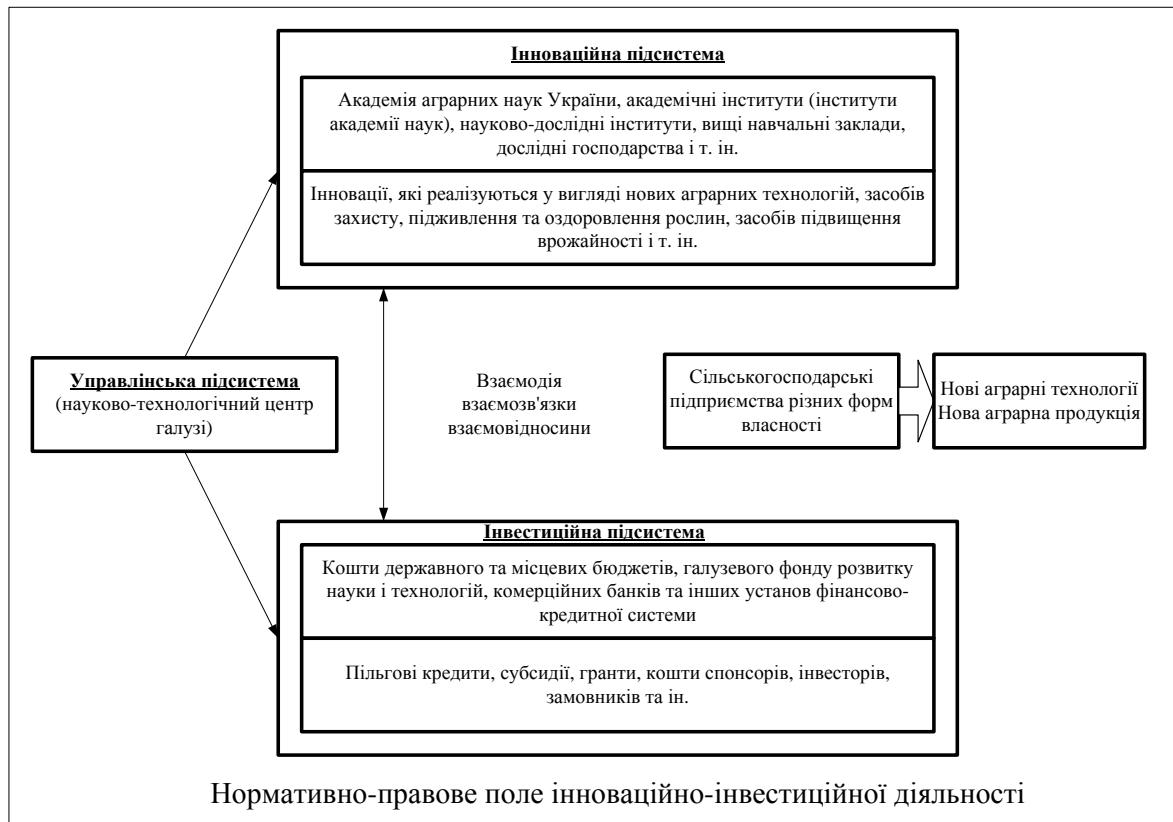 Інноваційна підсистема
Академія аграрних наук України, академічні інститути (інститути
академії наук), науково-дослідні інститути, вищі навчальні заклади,
дослідні господарства і т. ін.
Інновації, які реалізуються у вигляді нових аграрних технологій, засобів
захисту, підживлення та оздоровлення рослин, засобів підвищення
врожайності і т. ін.
Управлінська підсистема
(науково-технологічний центр
галузі)
Взаємодія
взаємозв'язки
взаємовідносини
Сільськогосподарські
підприємства різних форм
власності
Нові аграрні технології
Нова аграрна продукція
Інвестиційна підсистема
Кошти державного та місцевих бюджетів, галузевого фонду розвитку
науки і технологій, комерційних банків та інших установ фінансово-
кредитної системи
Пільгові кредити, субсидії, гранти, кошти спонсорів, інвесторів,
замовників та ін.
Нормативно-правове поле інноваційно-інвестиційної діяльності